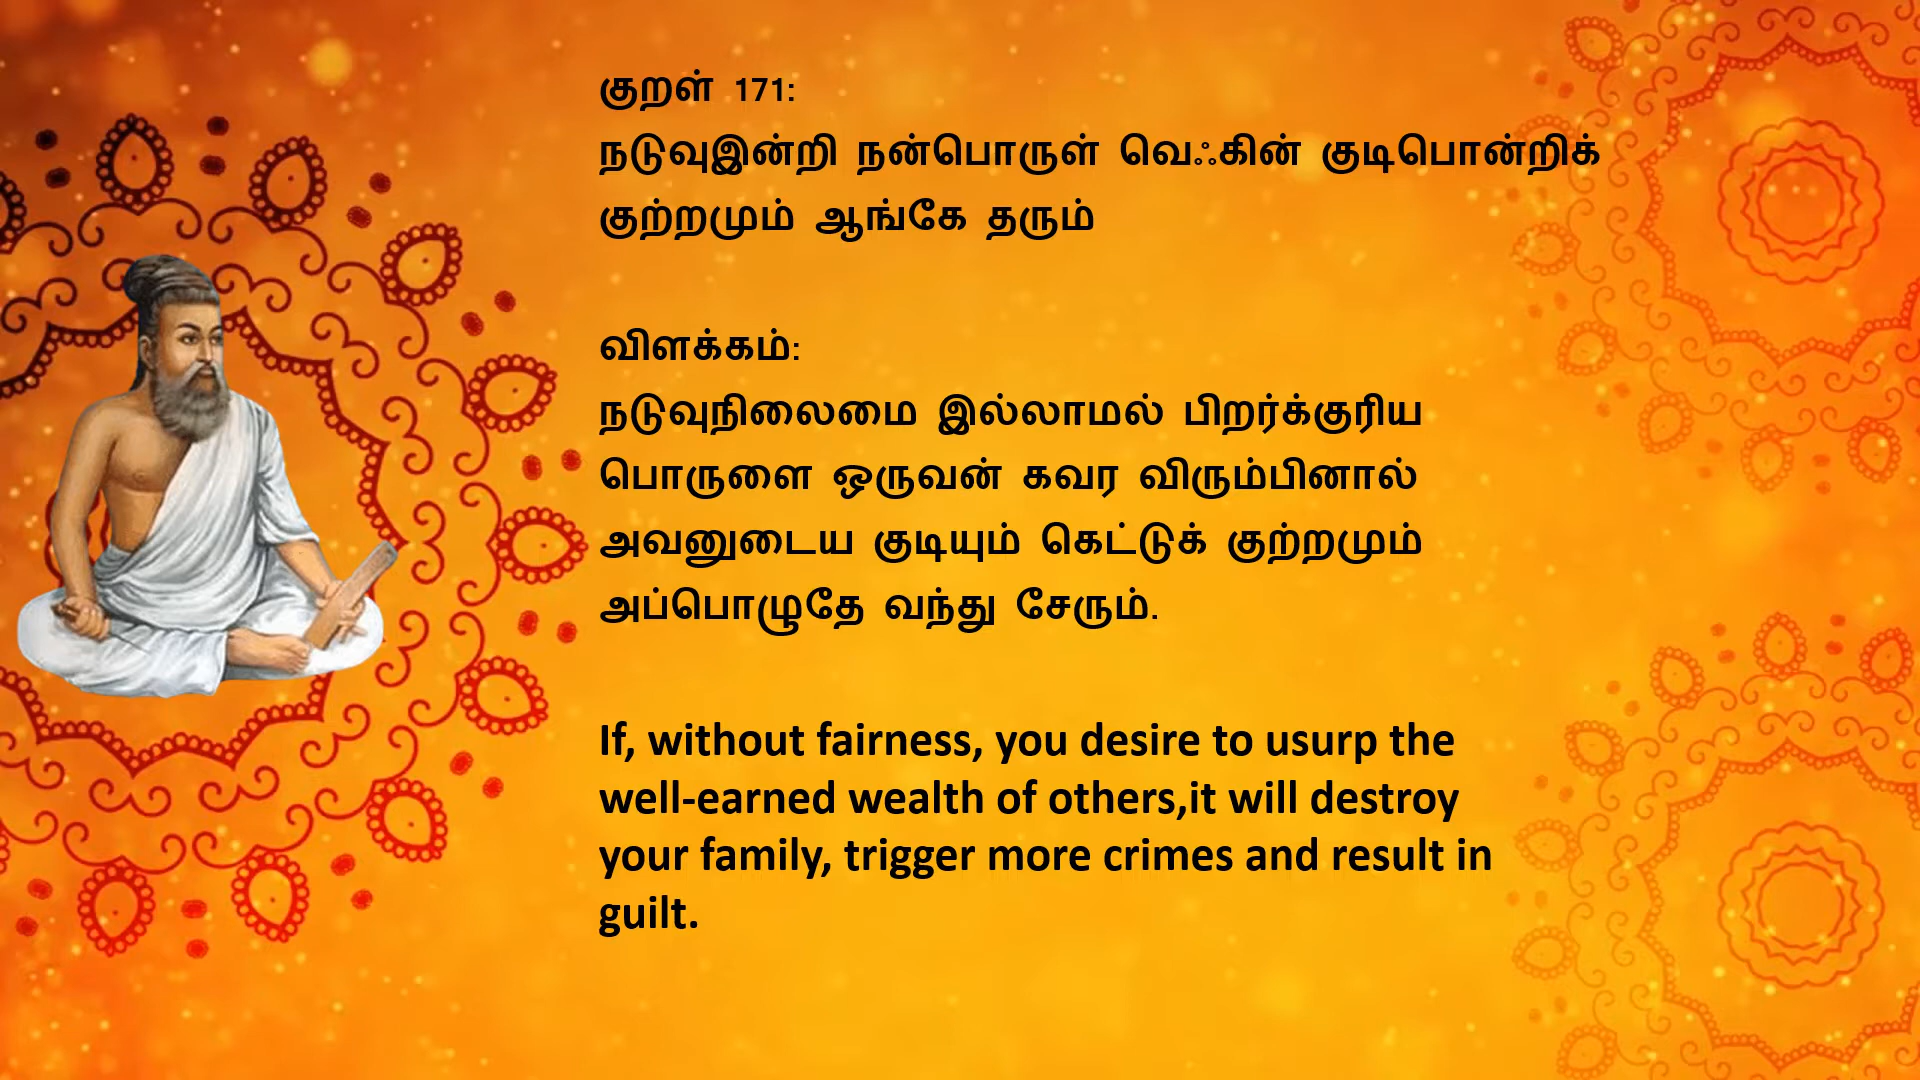 குறள் 171:
நடுவுஇன்றி நன்பொருள் வெஃகின் குடிபொன்றிக்
குற்றமும் ஆங்கே தரும்
விளக்கம்:
நடுவுநிலைமை இல்லாமல் பிறர்க்குரிய
பொருளை ஒருவன் கவர விரும்பினால்
அவனுடைய குடியும் கெட்டுக் குற்றமும்
அப்பொழுதே வந்து சேரும்.
If, without fairness, you desire to usurp the
well-earned wealth of others,it will destroy
your family, trigger more crimes and result in
guilt.